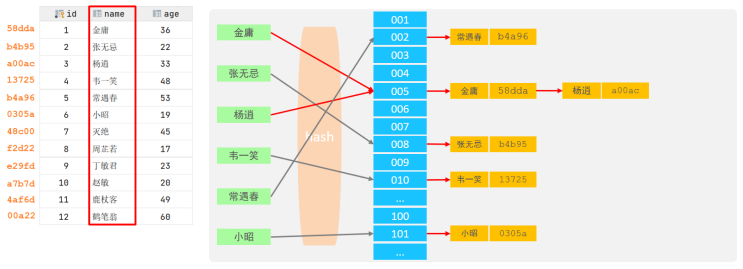 id name age
58dda 1 金庸 36
b4b95 2 张无忌 22
a00ac 3 杨逍 33
13725 4 韦一笑 48
b4a96 5 常遇春 53
0305a 6 小昭 19
48c00 7 灭绝 45
f2d22 8 周芷若 17
e29fd 9 丁敏君 23
a7b7d 10 赵敏 20
4af6d 11 鹿杖客 49
00a22 12 鹤笔翁 60
金庸
张无忌
杨逍
韦一笑
常遇春
小昭
hash
001
002
003
004
005
006
007
008
009
010
...
100
101
...
常遇春 b4a96
金庸 58dda 杨逍 a00ac
张无忌 b4b95
韦一笑 13725
小昭 0305a